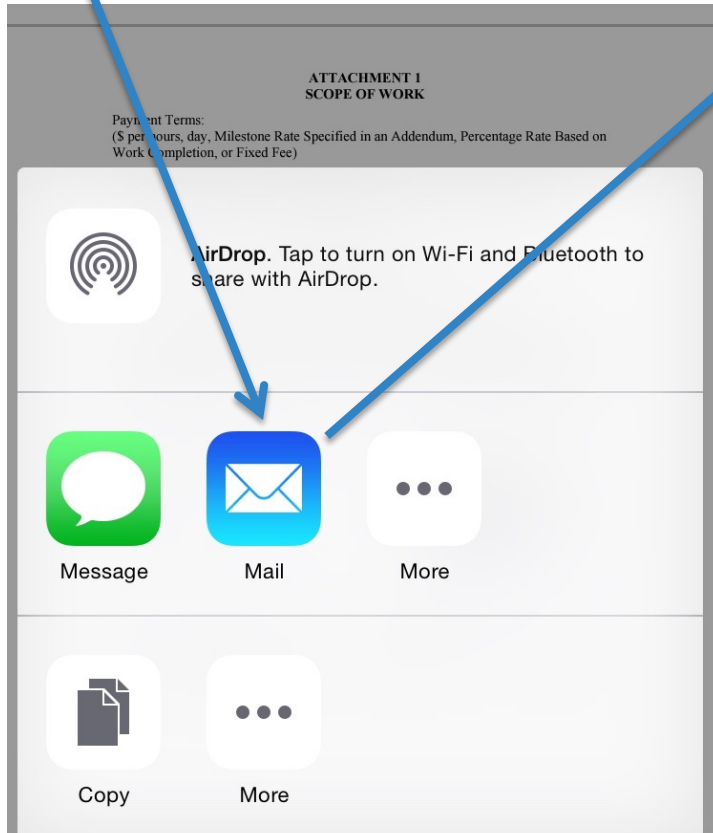 ATTACHMENT 1
SCOPE OF WORK
Payment Terms:
($ per hours, day, Milestone Rate Specified in an Addendum, Percentage Rate Based on
Work Completion, or Fixed Fee)
AirDrop. Tap to turn on Wi-Fi and Bluetooth to
share with AirDrop.
Message Mail More
Copy More